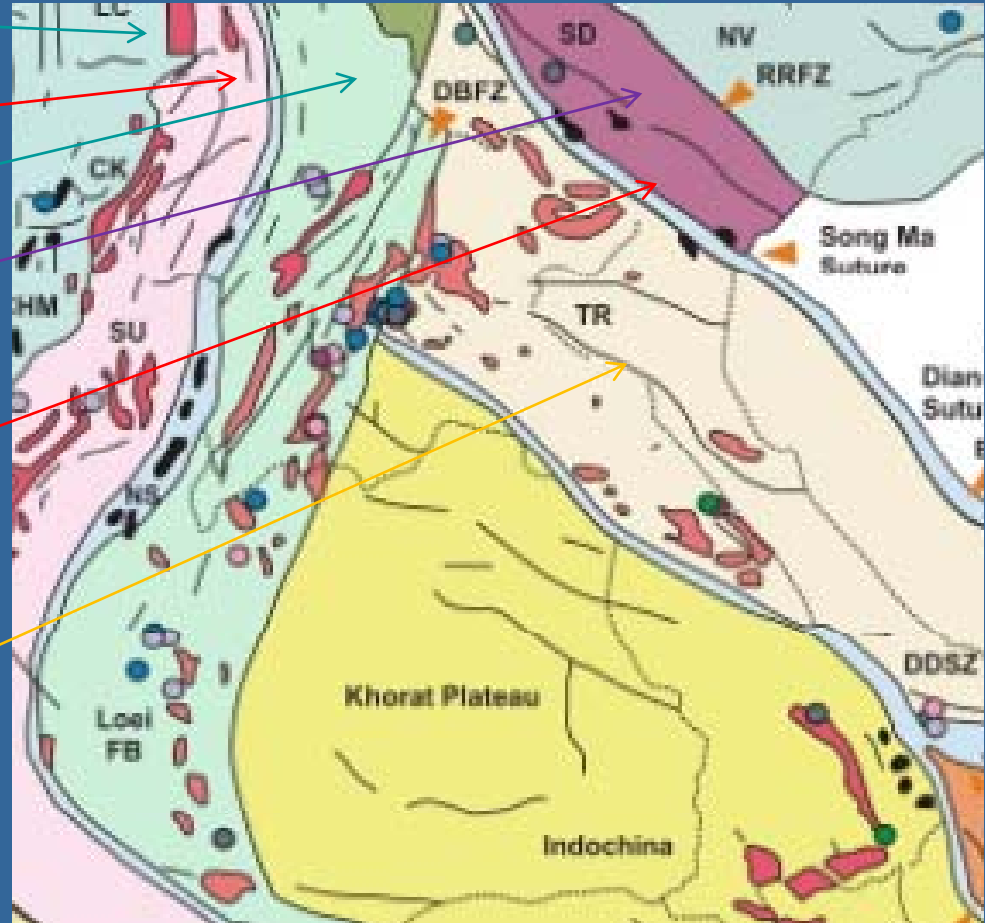 LC
SD
NV
RRFZ
DBFZ
CK
Song Ma
Suture
HM
SU
TR
Dian
Sutu
NS
DDSZ
Khorat Plateau
Loei
FB
Indochina